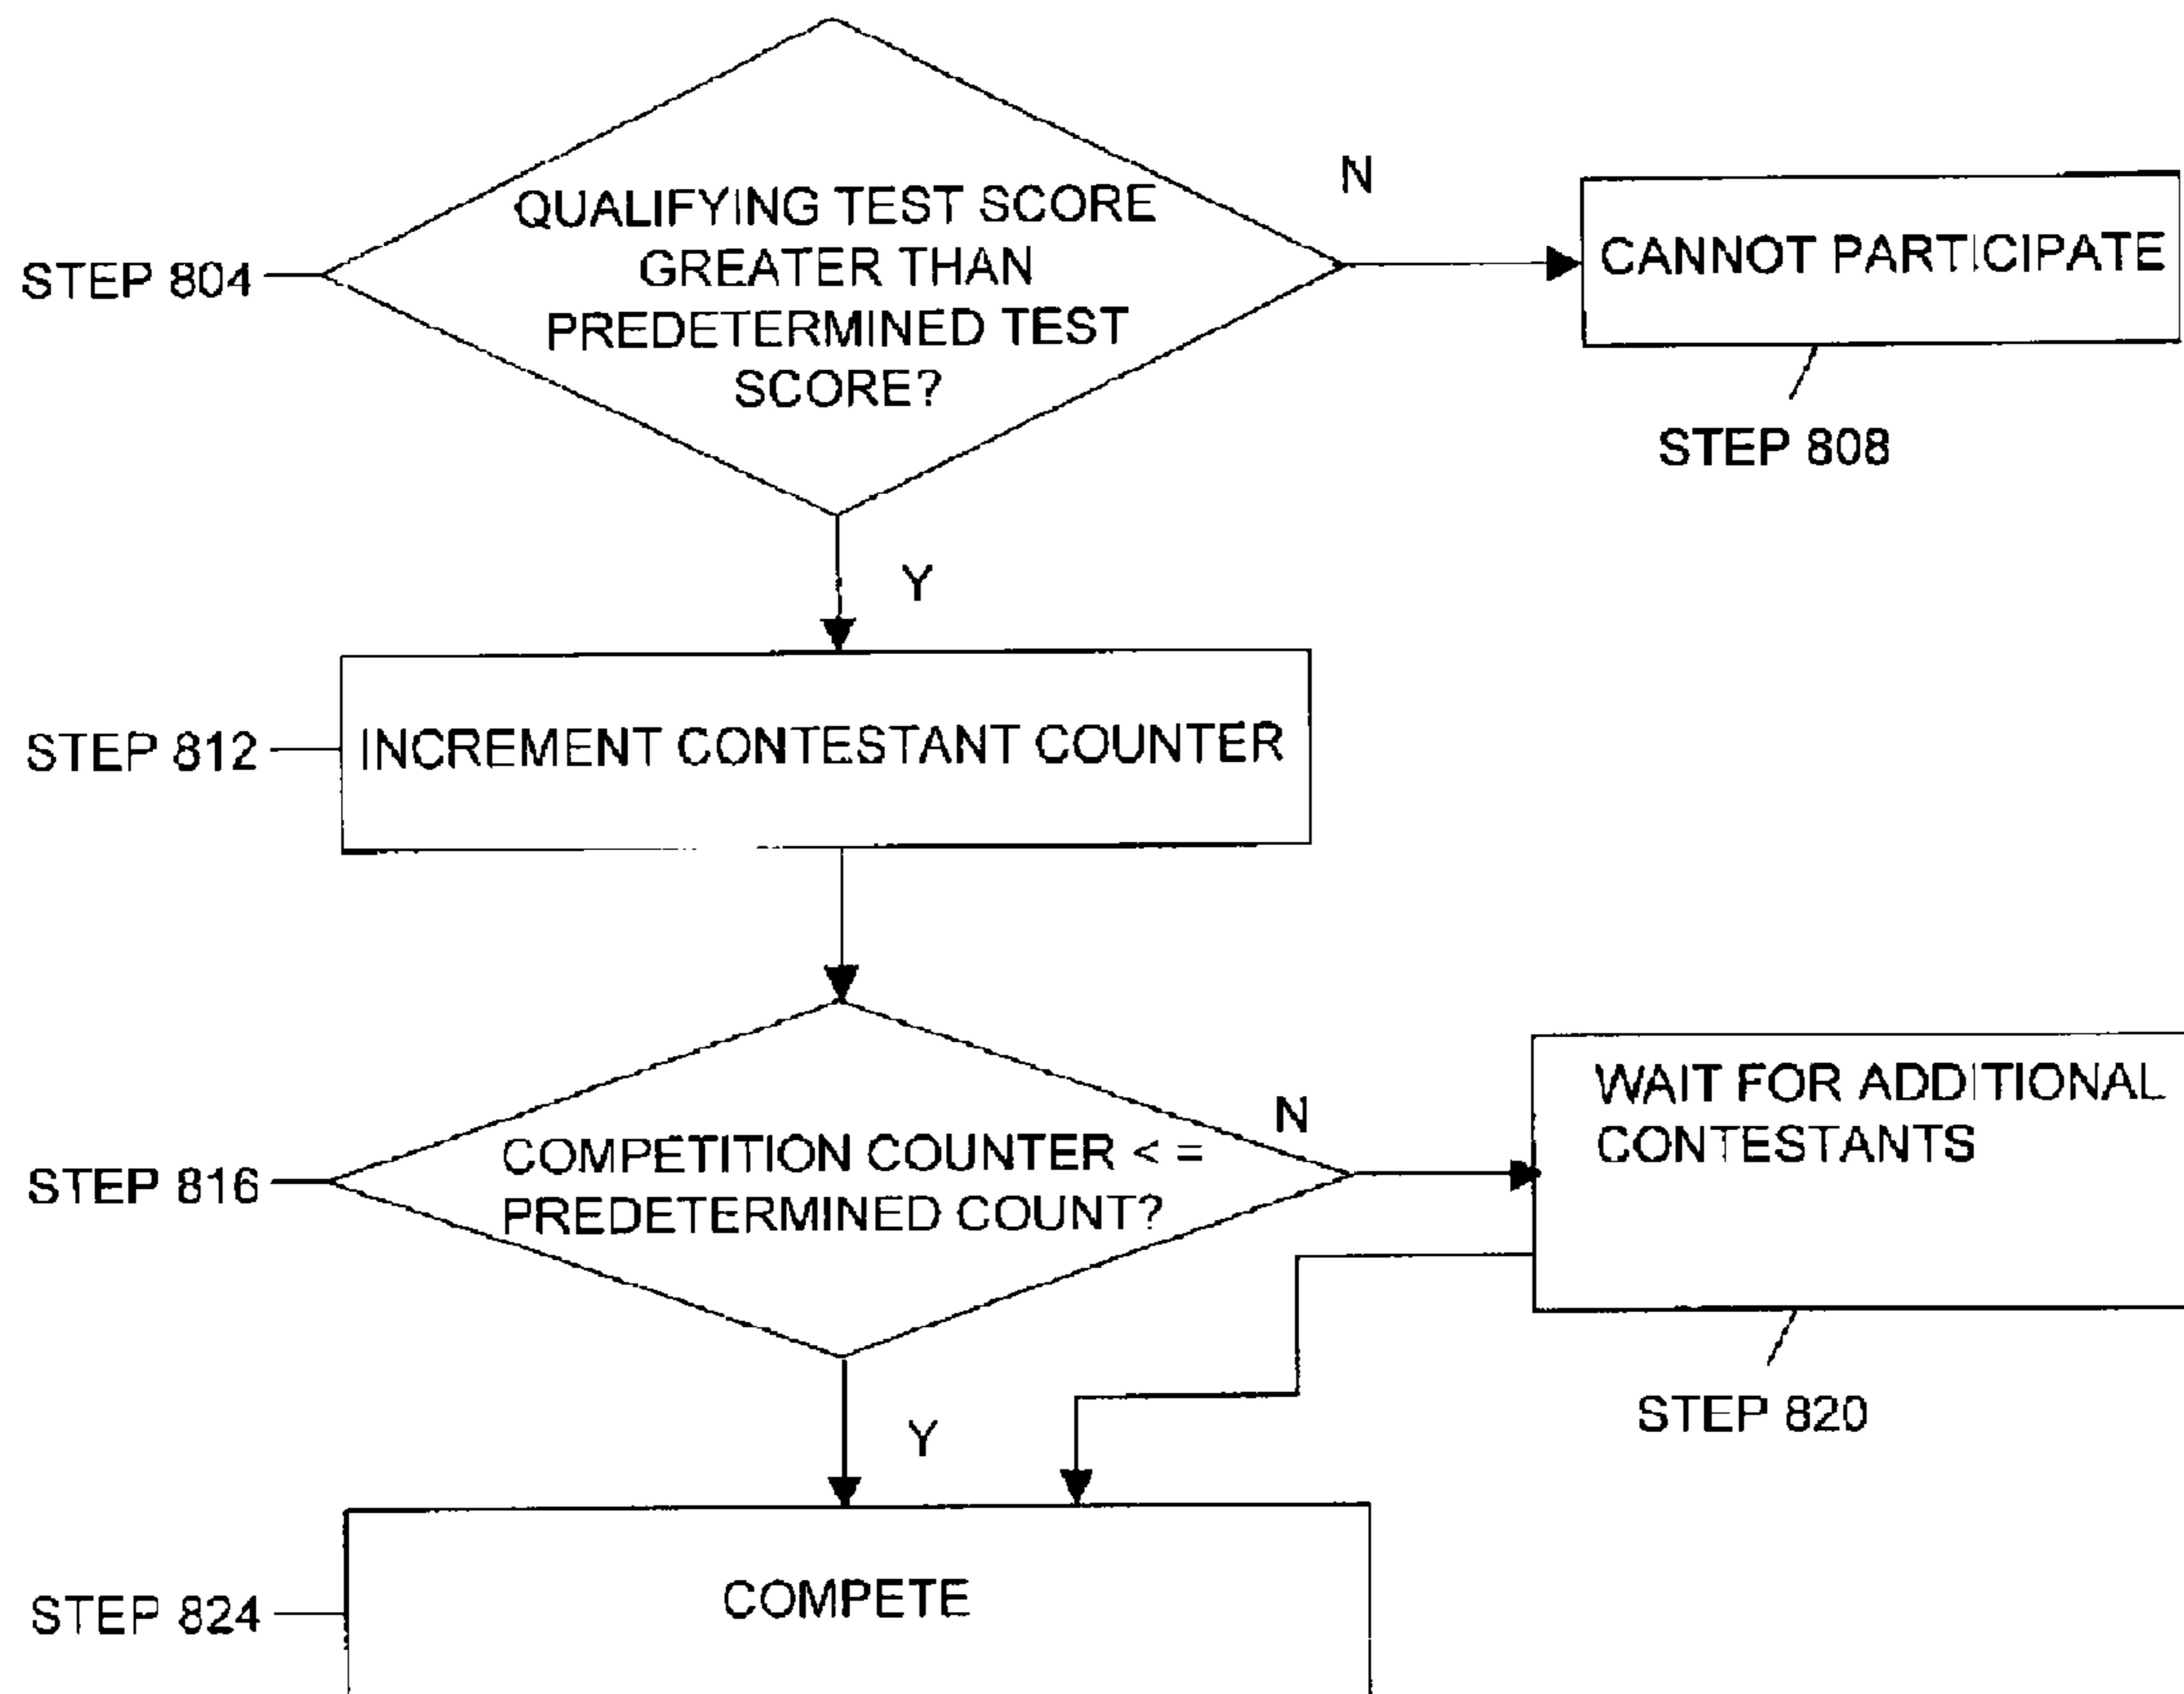 QUALIFYING TEST SCORE
GREATER THAN
PREDETERMINED TEST
SCORE?
STEP 804
N
CANNOT PARTICIPATE
STEP 808
Y
INCREMENT CONTESTANT COUNTER
STEP 812
COMPETITION COUNTER < =
PREDETERMINED COUNT?
STEP 816
N
WAIT FOR ADDITIONAL
CONTESTANTS
STEP 820
Y
COMPETE
STEP 824